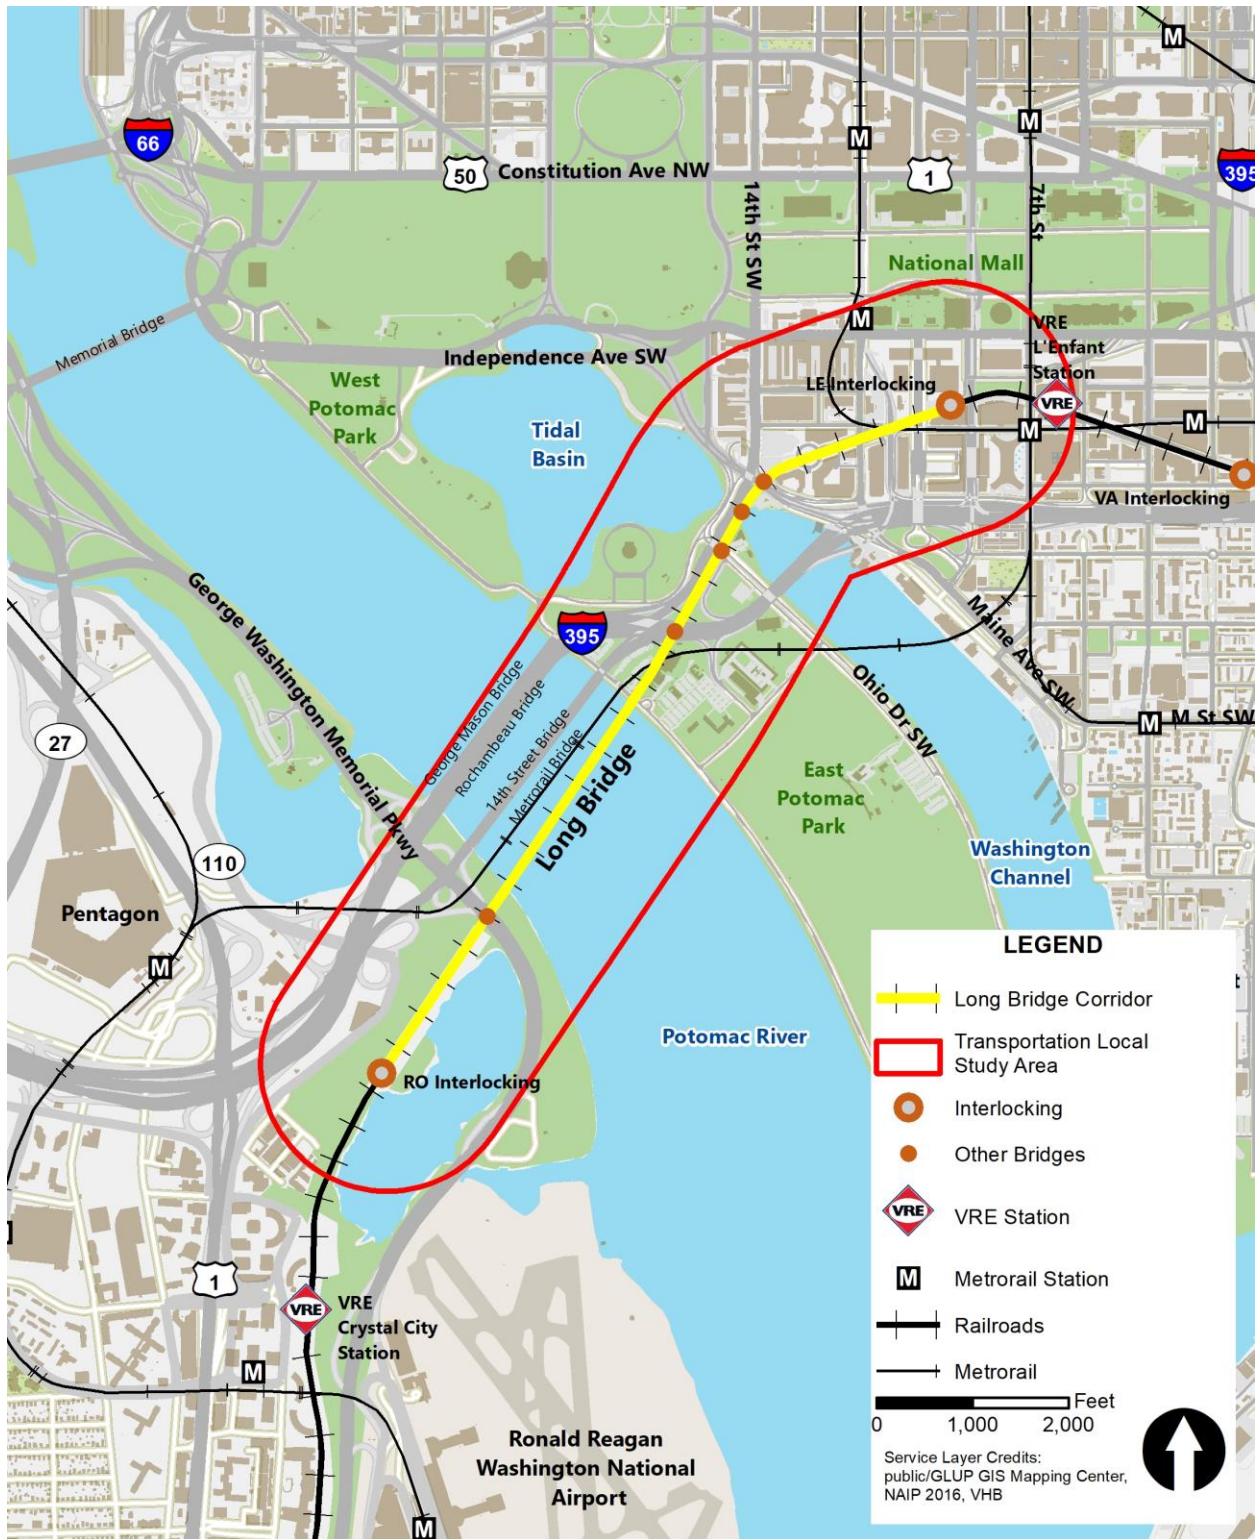 M
66
M
M
50
Constitution Ave NW
1
395
14th St SW
7th St
National Mall
Memorial Bridge
M
VRE
L'Enfant
Station
Independence Ave SW
West
Potomac
Park
LE Interlocking
VRE
Tidal
Basin
M
M
VA Interlocking
George Washington Memorial Pkwy
395
Maine Ave SW
Ohio Dr SW
M St SW
M
27
George Mason Bridge
Rochambeau Bridge
14th Street Bridge
Metrorail Bridge
Long Bridge
East
Potomac
Park
110
Washington
Channel
Pentagon
M
RO Interlocking
Potomac River
1
VRE
VRE
Crystal City
Station
M
Ronald Reagan
Washington National
Airport
M
LEGEND
Long Bridge Corridor
Transportation Local
Study Area
Interlocking
Other Bridges
VRE
VRE Station
M
Metrorail Station
Railroads
Metrorail
Feet
0 1,000 2,000
Service Layer Credits:
public/GLUP GIS Mapping Center,
NAIP 2016, VHB